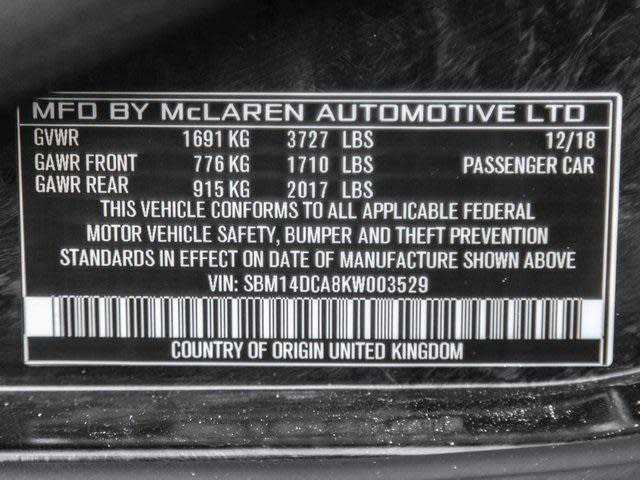 MFD BY McLAREN AUTOMOTIVE LTD
GVWR 1691 KG 3727 LBS 12/18
GAWR FRONT 776 KG 1710 LBS PASSENGER CAR
GAWR REAR 915 KG 2017 LBS
THIS VEHICLE CONFORMS TO ALL APPLICABLE FEDERAL
MOTOR VEHICLE SAFETY, BUMPER AND THEFT PREVENTION
STANDARDS IN EFFECT ON DATE OF MANUFACTURE SHOWN ABOVE
VIN: SBM14DCA8KW003529
COUNTRY OF ORIGIN UNITED KINGDOM